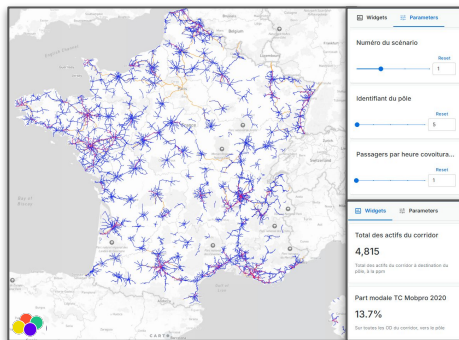 Widgets
Parameters
Numéro du scénario
Reset
1
Identifiant du pôle
Reset
5
Passagers par heure covoitura...
Reset
1
Widgets
Parameters
Total des actifs du corridor
4,815
Total des actifs du corridor à destination du
pôle, à la ppm
Part modale TC Mobpro 2020
13.7%
Sur toutes les OD du corridor, vers le pôle
Belgium
Paris
Bay of
Biscay
Switzerland
CARTO